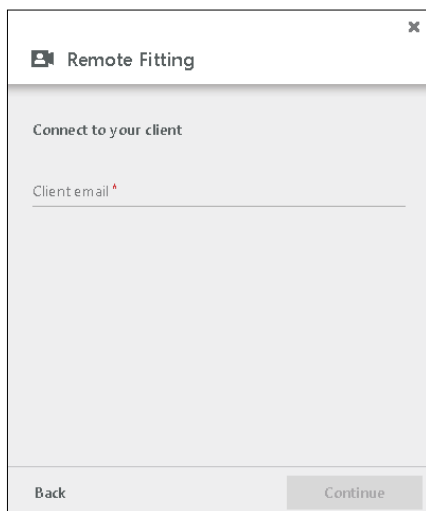 Remote Fitting
Connect to your client
Client email *
Back
Continue